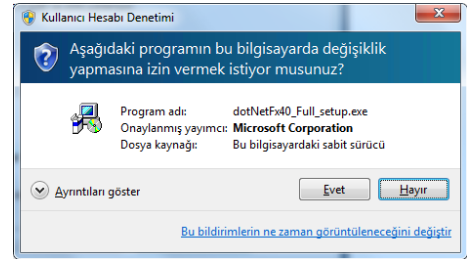 Kullanıcı Hesabı Denetimi
Aşağıdaki programın bu bilgisayarda değişiklik
yapmasına izin vermek istiyor musunuz?
Program adı: dotNetFx40_Full_setup.exe
Onaylanmış yayımcı: Microsoft Corporation
Dosya kaynağı: Bu bilgisayardaki sabit sürücü
Ayrıntıları göster Evet Hayır
Bu bildirimlerin ne zaman görüntüleneceğini değiştir